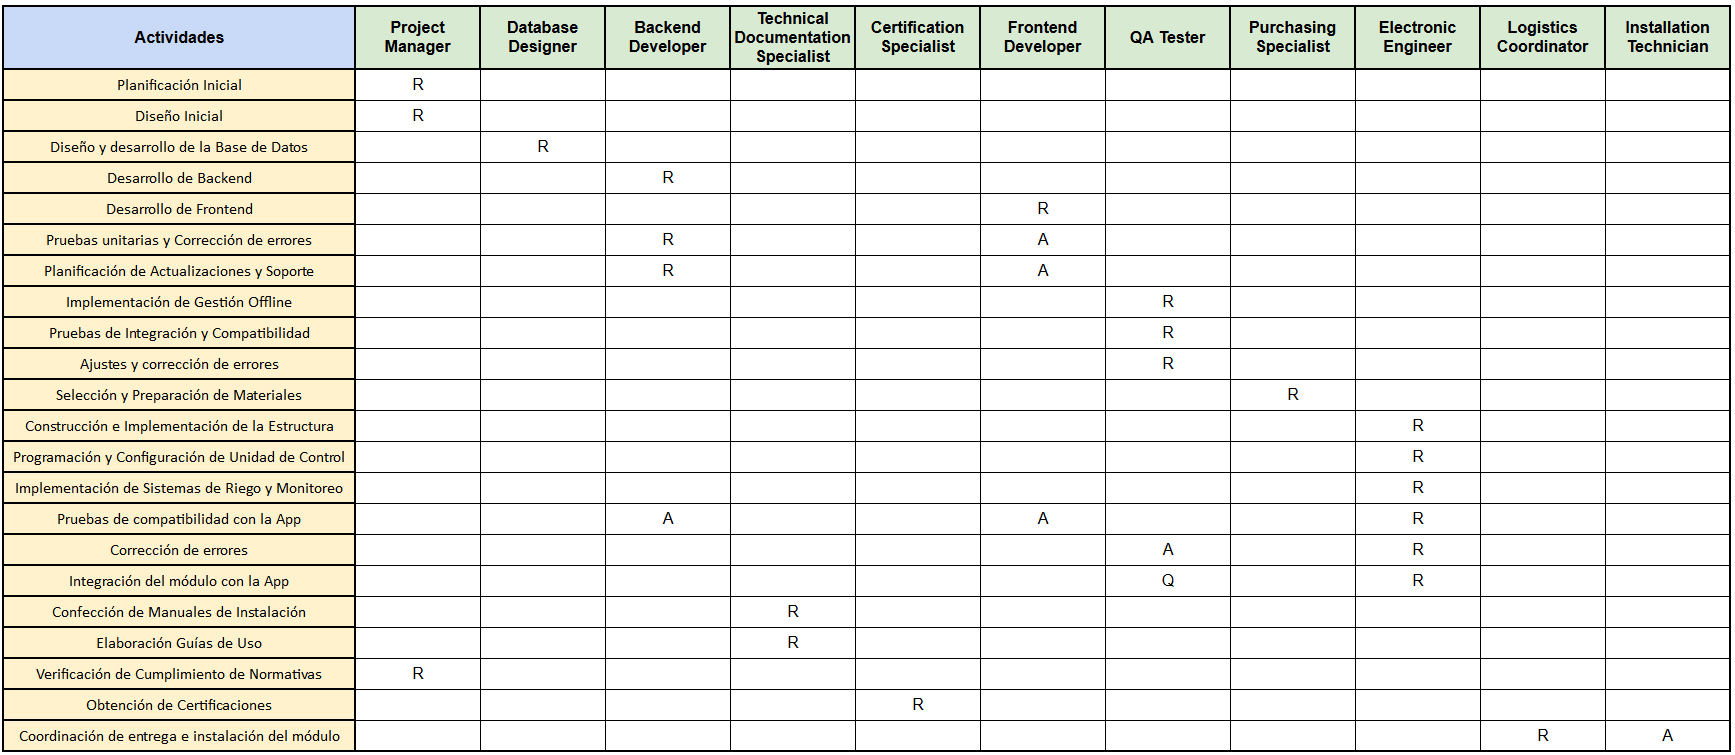 Actividades Project Manager Database Designer Backend Developer Technical Documentation Specialist Certification Specialist Frontend Developer QA Tester Purchasing Specialist Electronic Engineer Logistics Coordinator Installation Technician
Planificación Inicial R
Diseño Inicial R
Diseño y desarrollo de la Base de Datos R
Desarrollo de Backend R
Desarrollo de Frontend R
Pruebas unitarias y Corrección de errores R A
Planificación de Actualizaciones y Soporte R A
Implementación de Gestión Offline R
Pruebas de Integración y Compatibilidad R
Ajustes y corrección de errores R
Selección y Preparación de Materiales R
Construcción e Implementación de la Estructura R
Programación y Configuración de Unidad de Control R
Implementación de Sistemas de Riego y Monitoreo R
Pruebas de compatibilidad con la App A A R
Corrección de errores A R
Integración del módulo con la App Q R
Confección de Manuales de Instalación R
Elaboración Guías de Uso R
Verificación de Cumplimiento de Normativas R
Obtención de Certificaciones R
Coordinación de entrega e instalación del módulo R A